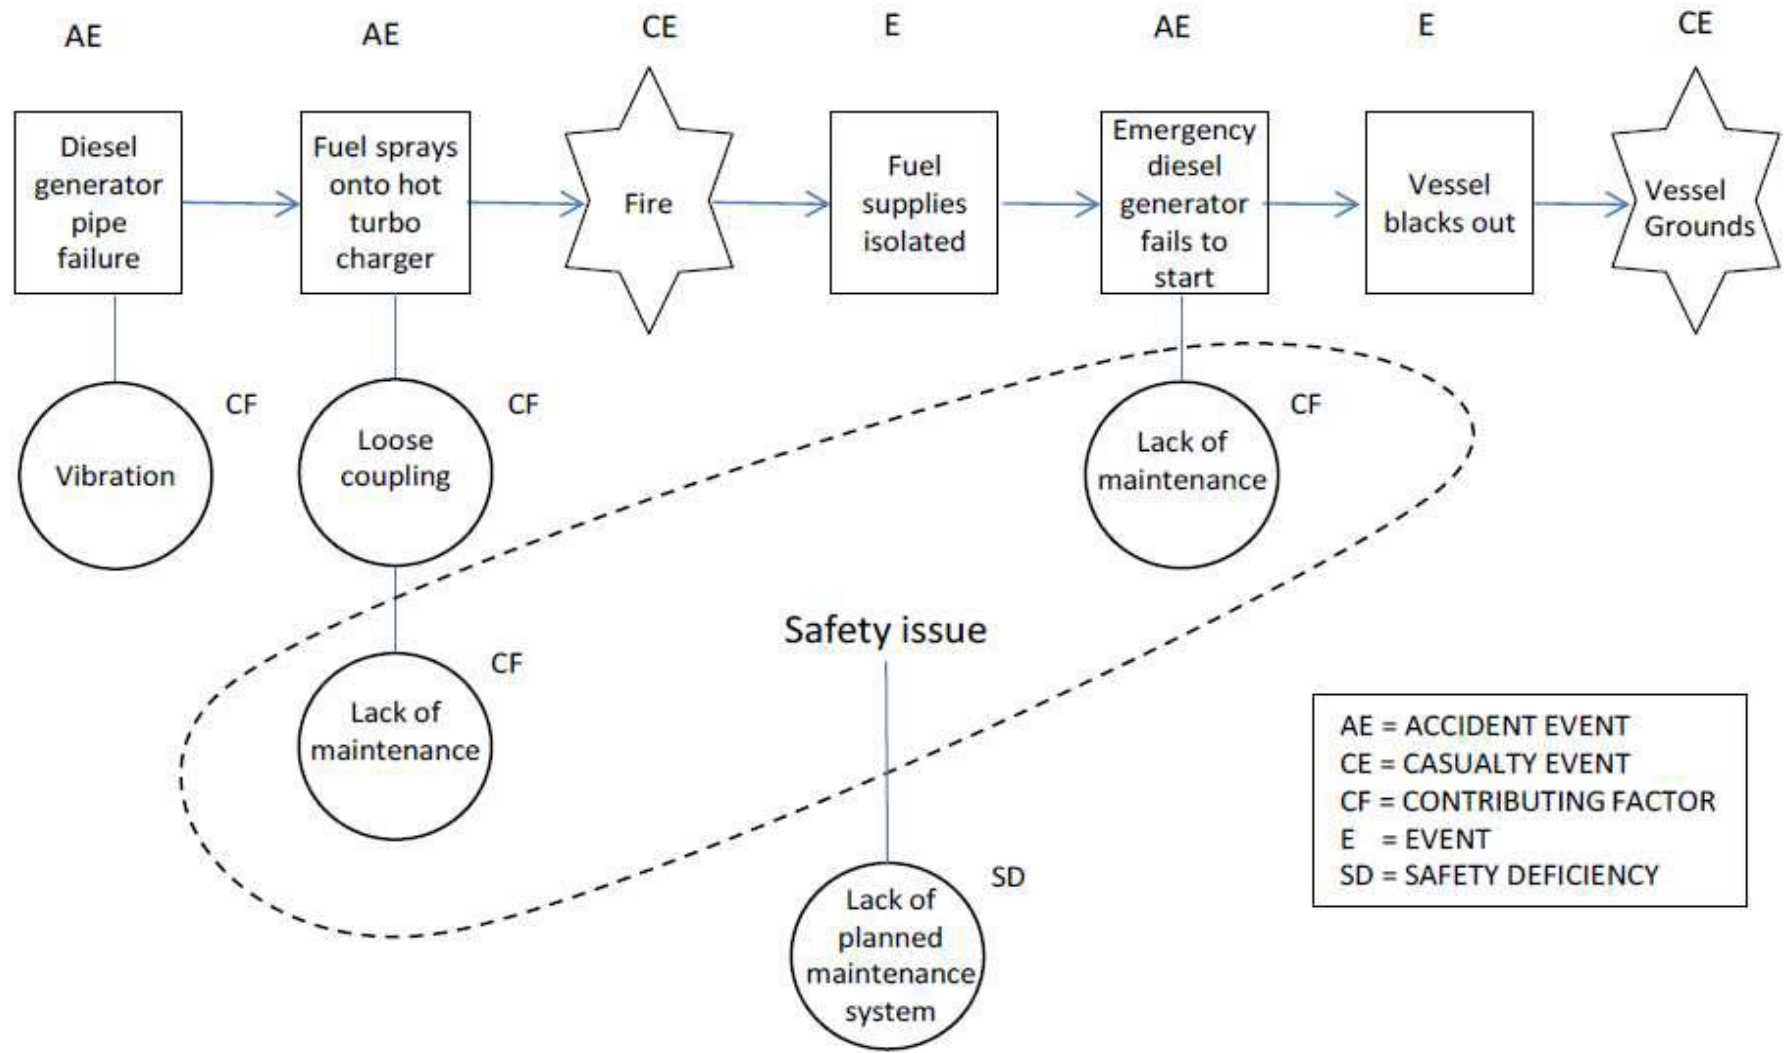 AE
AE
CE
E
AE
E
CE
Diesel
generator
pipe
failure
Fuel sprays
onto hot
turbo
charger
Fire
Fuel
supplies
isolated
Emergency
diesel
generator
fails to
start
Vessel
blacks out
Vessel
Grounds
CF
Vibration
CF
Loose
coupling
CF
Lack of
maintenance
Safety issue
CF
Lack of
maintenance
SD
Lack of
planned
maintenance
system
AE = ACCIDENT EVENT
CE = CASUALTY EVENT
CF = CONTRIBUTING FACTOR
E = EVENT
SD = SAFETY DEFICIENCY